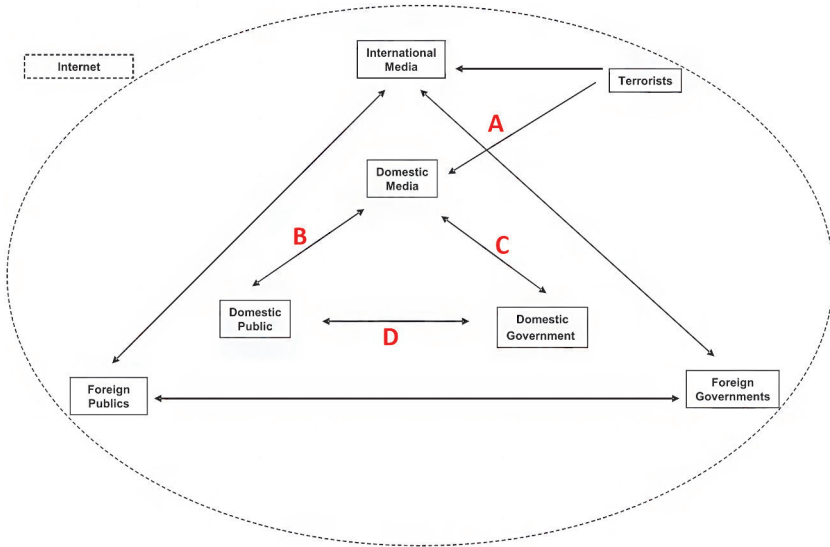 International
Media
Internet
Terrorists
A
Domestic
Media
B
C
Domestic
Public
Domestic
Government
D
Foreign
Publics
Foreign
Governments